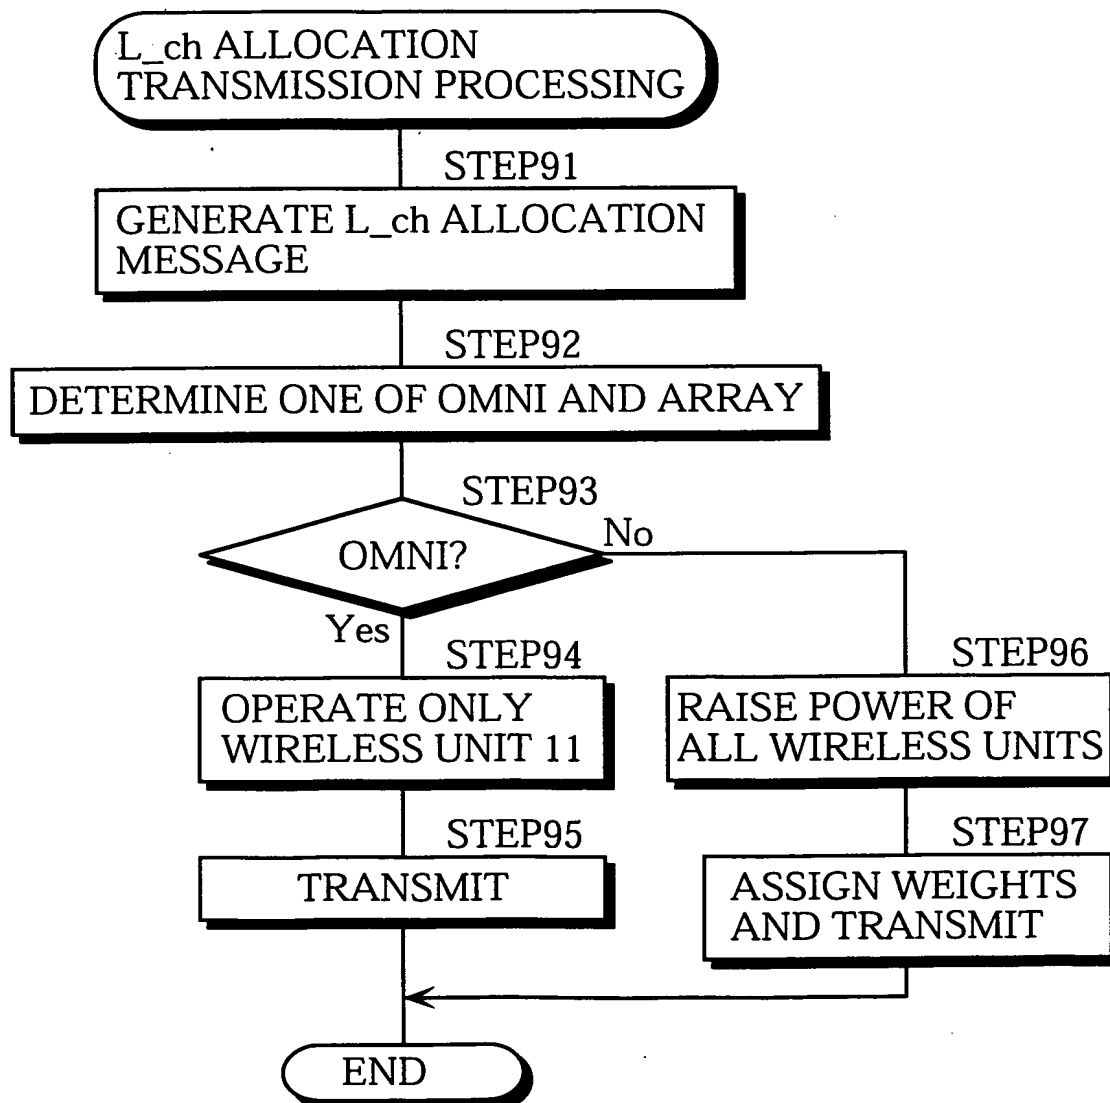 L_ch ALLOCATION
TRANSMISSION PROCESSING
STEP91
GENERATE L_ch ALLOCATION
MESSAGE
STEP92
DETERMINE ONE OF OMNI AND ARRAY
STEP93
OMNI?
No
Yes
STEP94
OPERATE ONLY
WIRELESS UNIT 11
STEP96
RAISE POWER OF
ALL WIRELESS UNITS
STEP95
TRANSMIT
STEP97
ASSIGN WEIGHTS
AND TRANSMIT
END